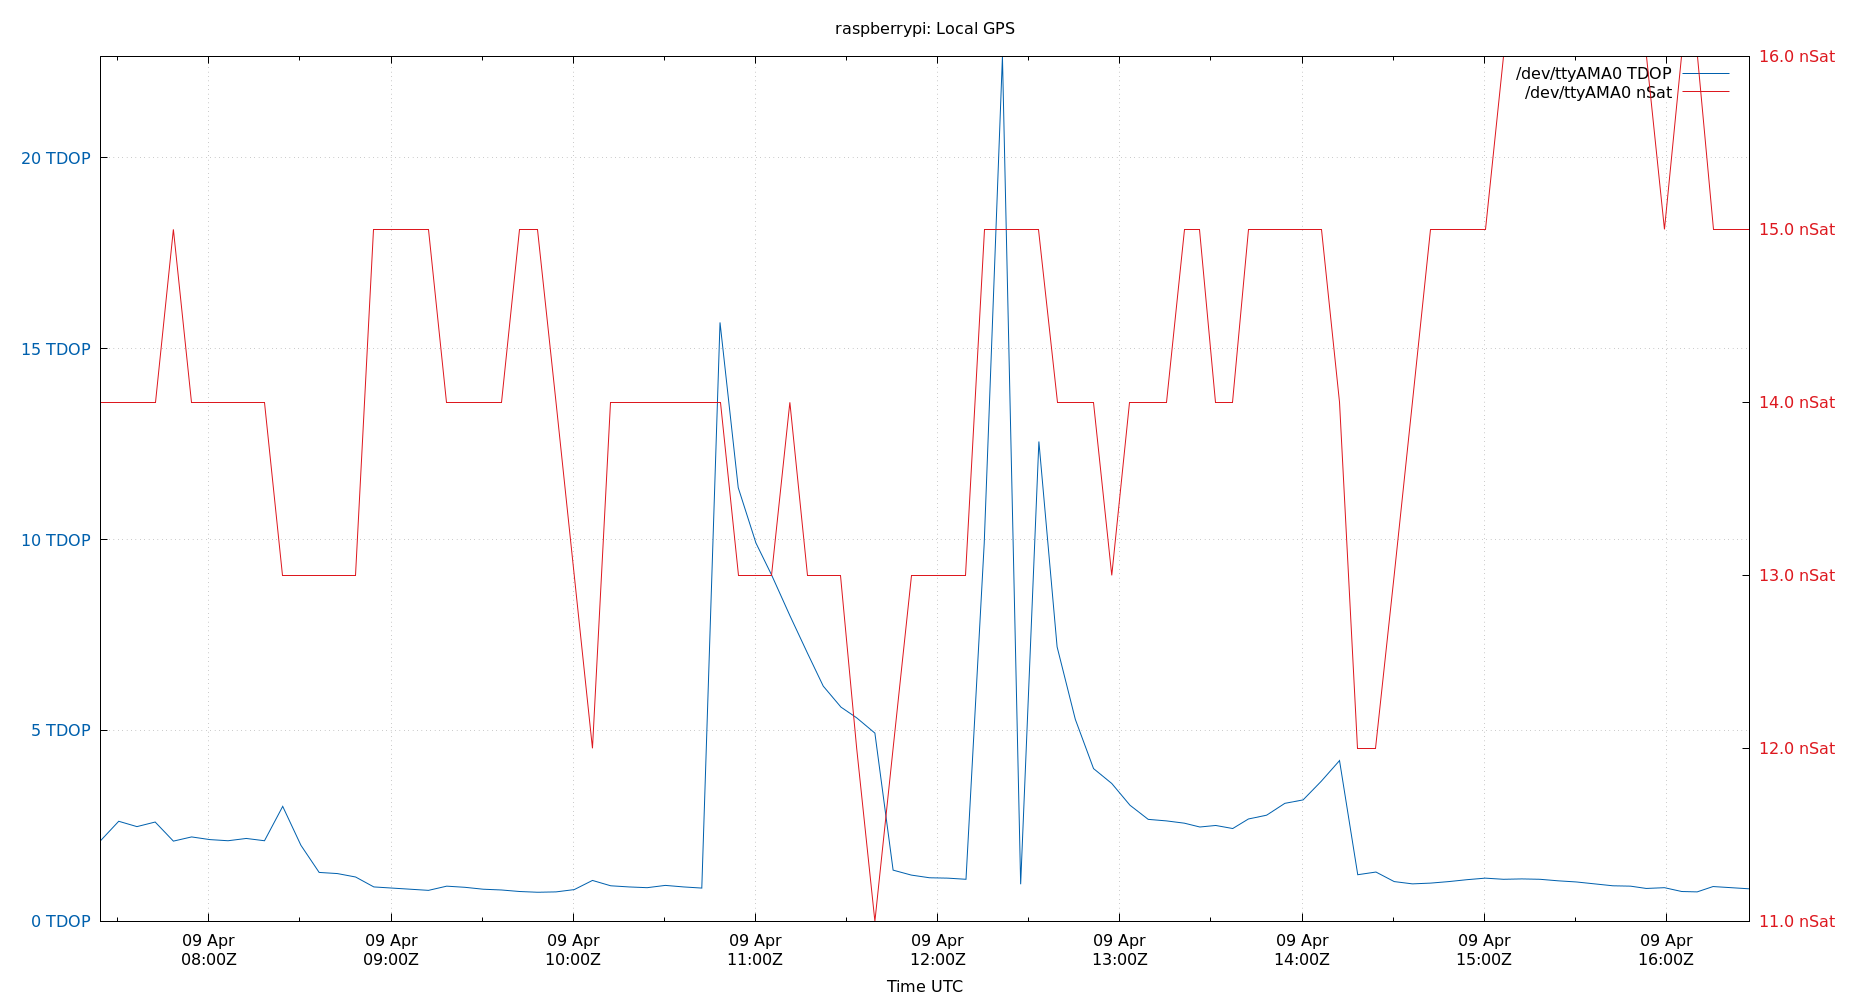 raspberrypi: Local GPS
16.0 nSat
/dev/ttyAMA0 TDOP
/dev/ttyAMA0 nSat
20 TDOP
15.0 nSat
15 TDOP
14.0 nSat
10 TDOP
13.0 nSat
5 TDOP
12.0 nSat
0 TDOP
11.0 nSat
09 Apr
08:00Z
09 Apr
09:00Z
09 Apr
10:00Z
09 Apr
11:00Z
09 Apr
12:00Z
09 Apr
13:00Z
09 Apr
14:00Z
09 Apr
15:00Z
09 Apr
16:00Z
Time UTC